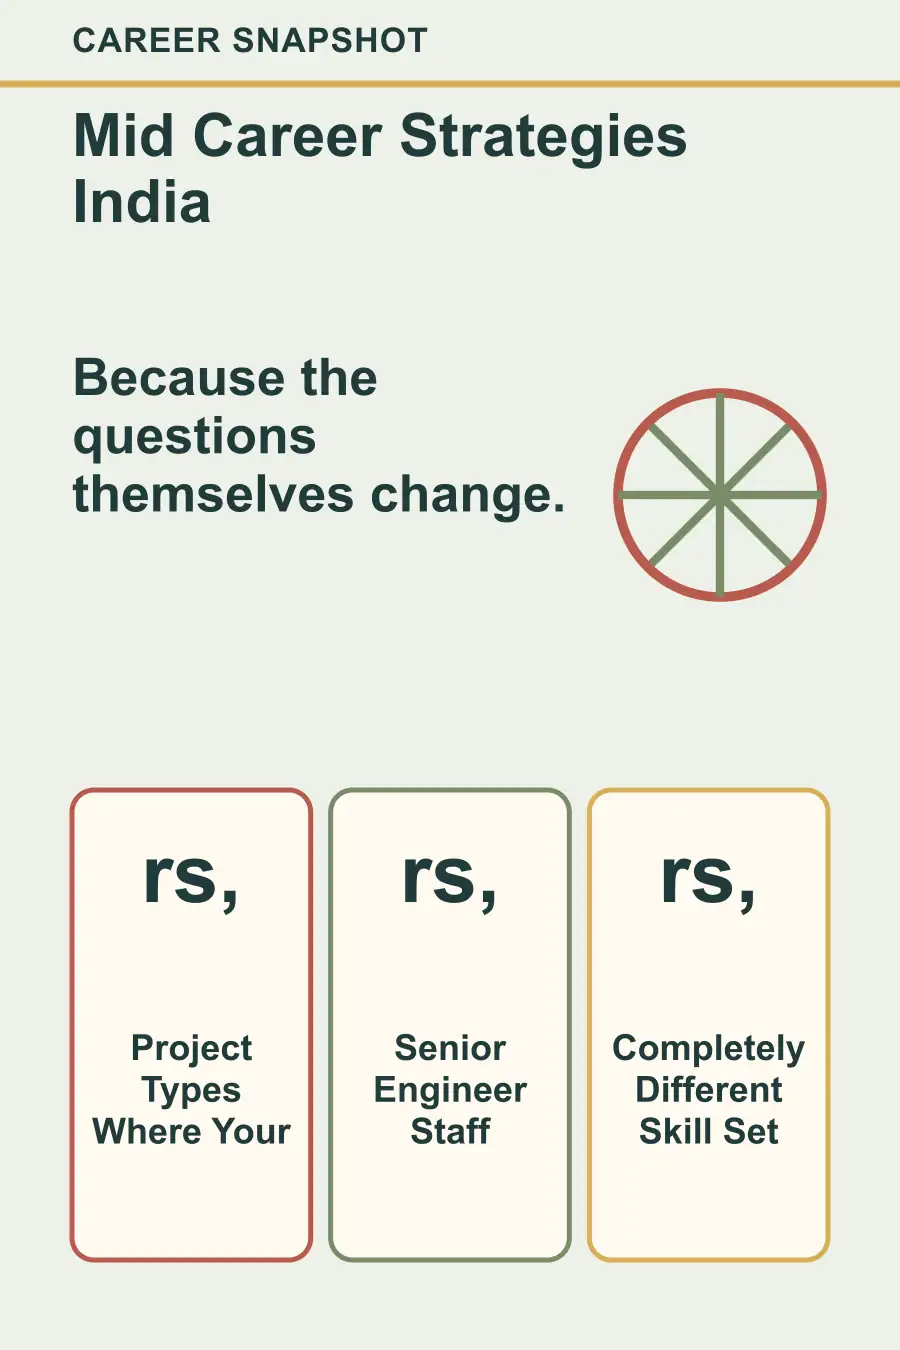 CAREER SNAPSHOT
Mid Career Strategies
India
Because the
questions
themselves change.
rs,
Project
Types
Where Your
rs,
Senior
Engineer
Staff
rs,
Completely
Different
Skill Set